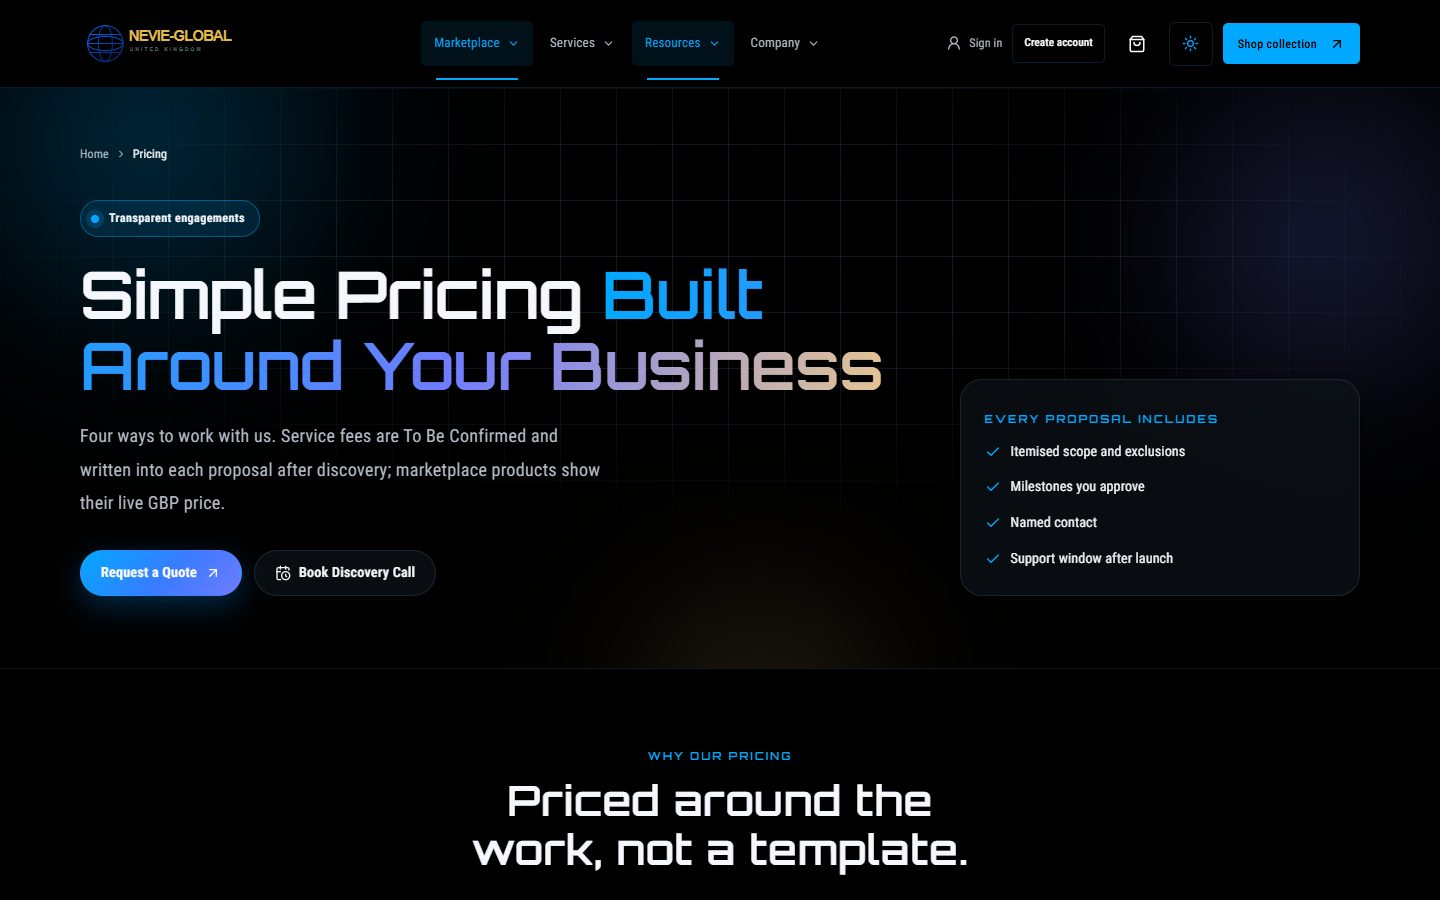 NEVIE-GLOBAL
UNITED KINGDOM
Marketplace
Services
Resources
Company
Sign in
Create account
Shop collection
Home > Pricing
Transparent engagements
Simple Pricing Built
Around Your Business
Four ways to work with us. Service fees are To Be Confirmed and
written into each proposal after discovery; marketplace products show
their live GBP price.
Request a Quote
Book Discovery Call
EVERY PROPOSAL INCLUDES
Itemised scope and exclusions
Milestones you approve
Named contact
Support window after launch
WHY OUR PRICING
Priced around the
work, not a template.